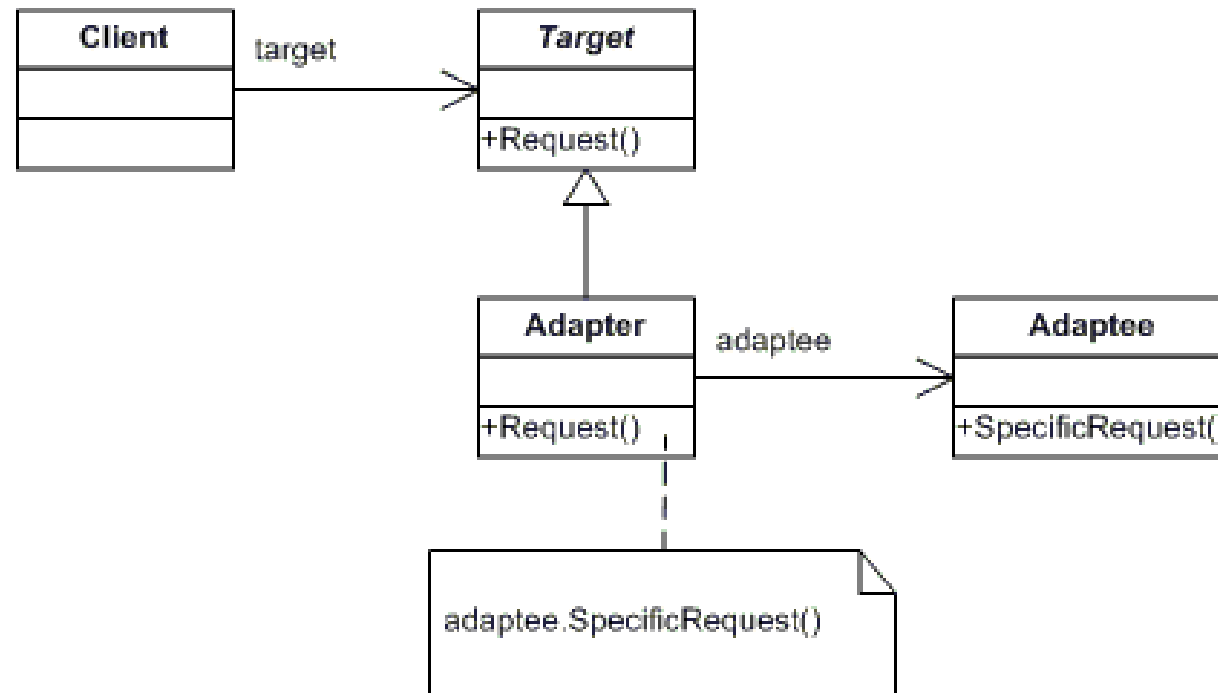 Client
target
Target
+Request()
Adapter
adaptee
Adaptee
+Request()
+SpecificRequest(
adaptee.SpecificRequest()